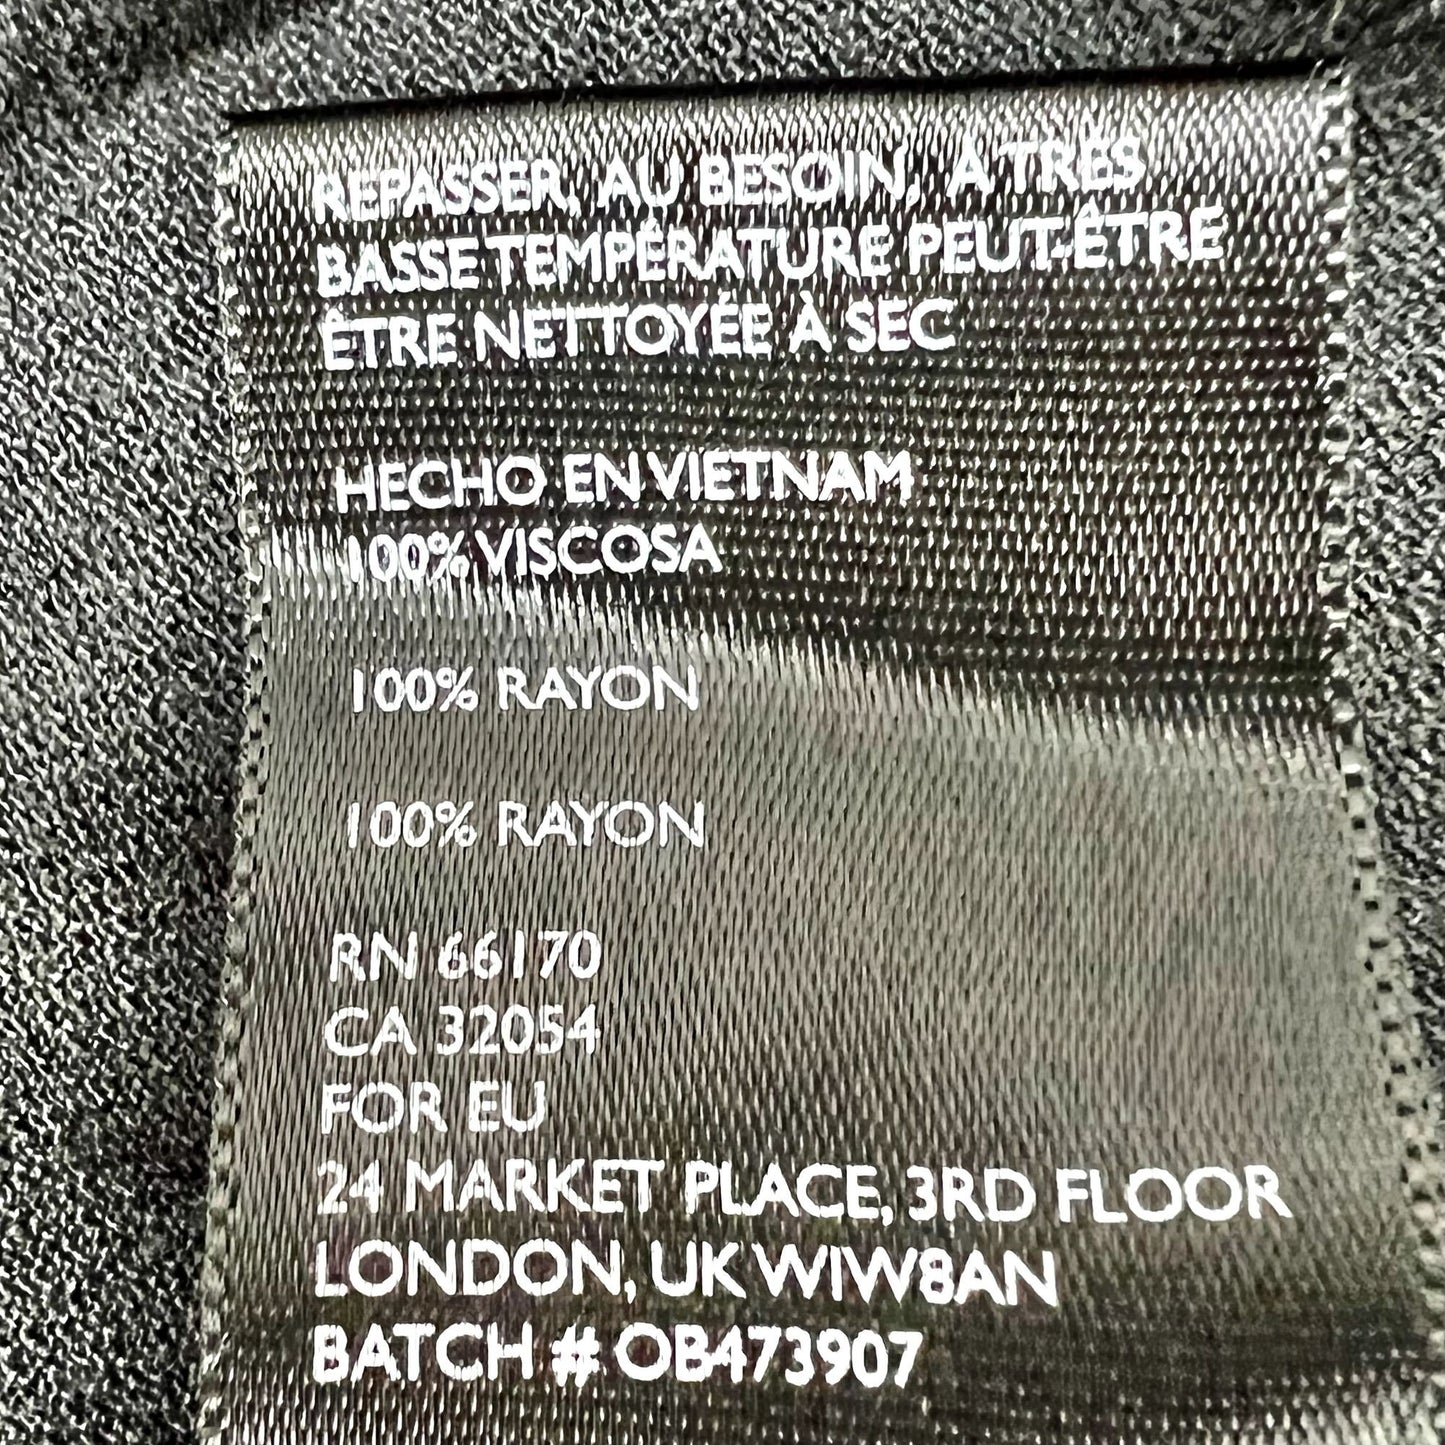 REPASSER, AU BESOIN, À TRÈS
BASSE TEMPÉRATURE PEUT-ÊTRE
ÊTRE NETTOYÉE À SEC
HECHO EN VIETNAM
100% VISCOSA
100% RAYON
100% RAYON
RN 66170
CA 32054
FOR EU
24 MARKET PLACE, 3RD FLOOR
LONDON, UK W1W8AN
BATCH # OB473907